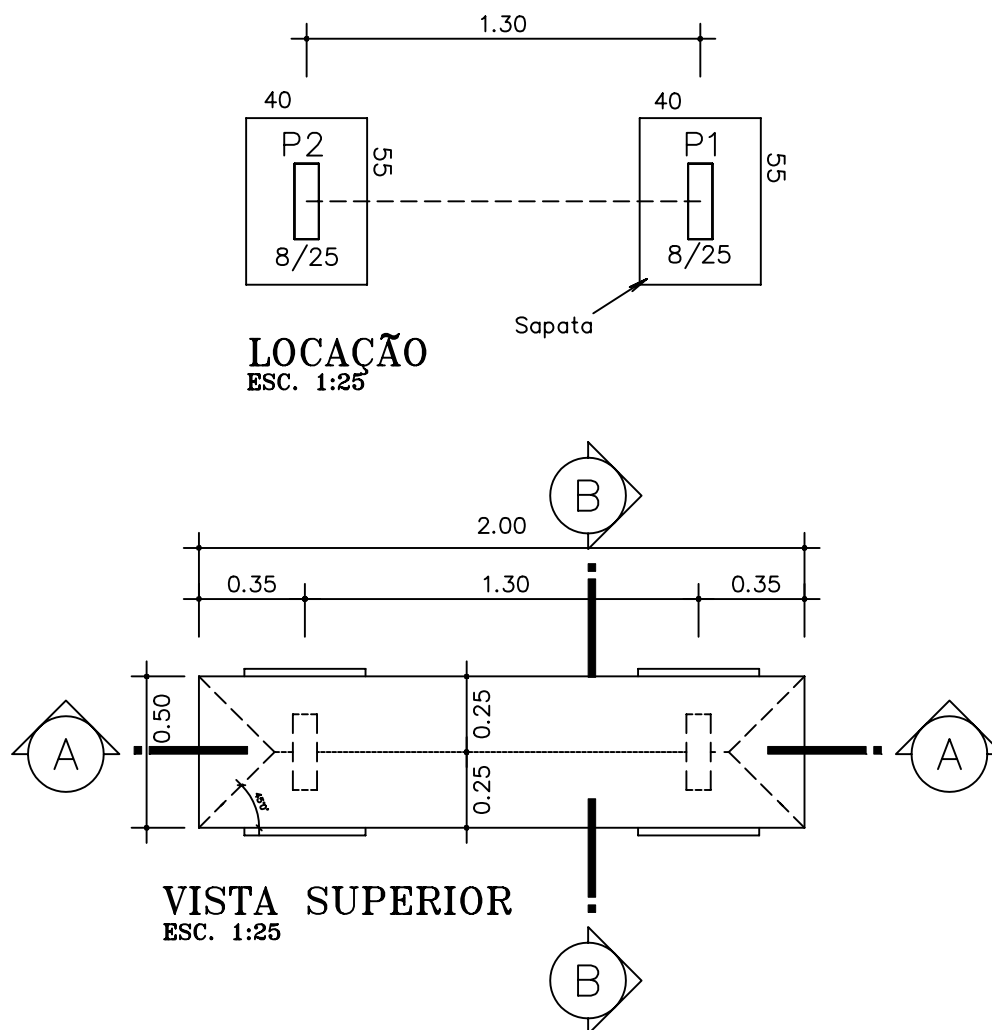 1.30
40 40
P2 P1
55 55
8/25 8/25
Sapata
LOCAÇÃO
ESC. 1:25
B
2.00
0.35 1.30 0.35
0.50 0.25
A A
0.25
45°0'
VISTA SUPERIOR
ESC. 1:25
B